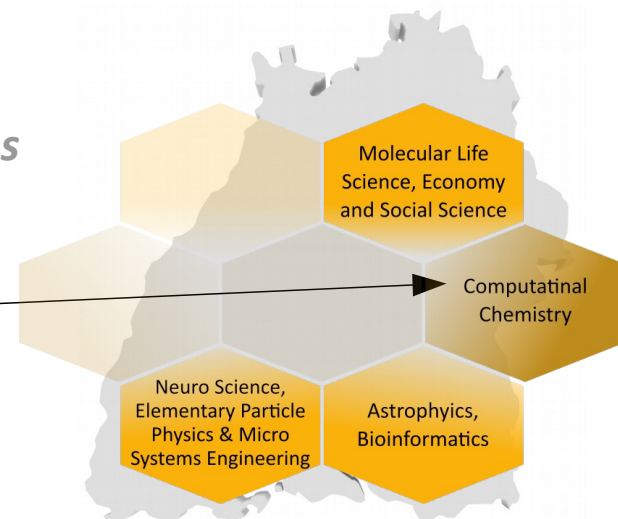 s
Molecular Life
Science, Economy
and Social Science
Computatinal
Chemistry
Neuro Science,
Elementary Particle
Physics & Micro
Systems Engineering
Astrophyics,
Bioinformatics